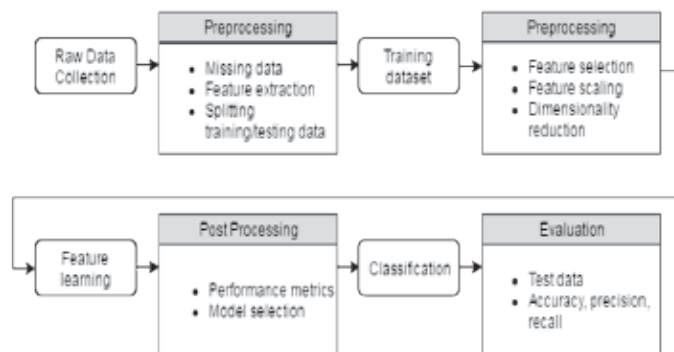 Raw Data
Collection
Preprocessing
• Missing data
• Feature extraction
• Splitting
training/testing data
Training
dataset
Preprocessing
• Feature selection
• Feature scaling
• Dimensionality
reduction
Feature
learning
Post Processing
• Performance metrics
• Model selection
Classification
Evaluation
• Test data
• Accuracy, precision,
recall